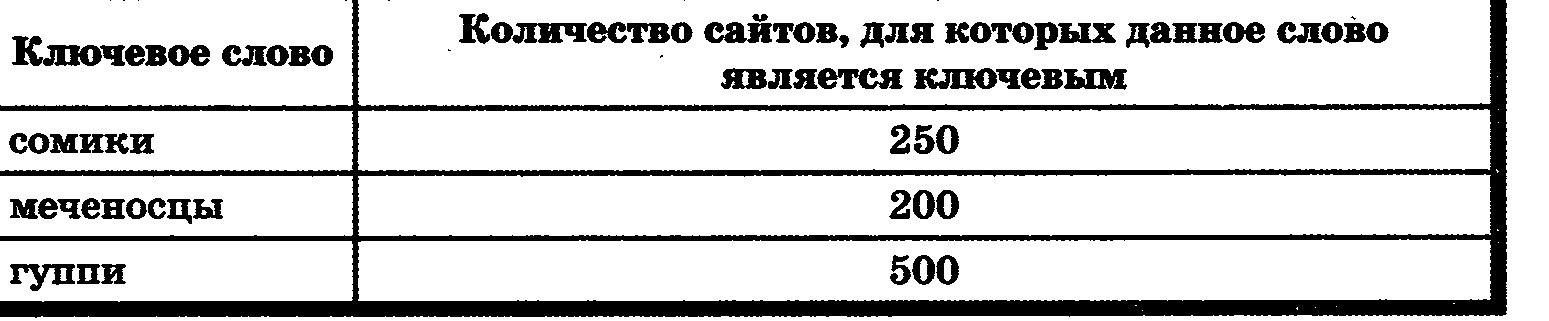 Ключевое слово
Количество сайтов, для которых данное слово
является ключевым
сомики
250
меченосцы
200
гуппи
500